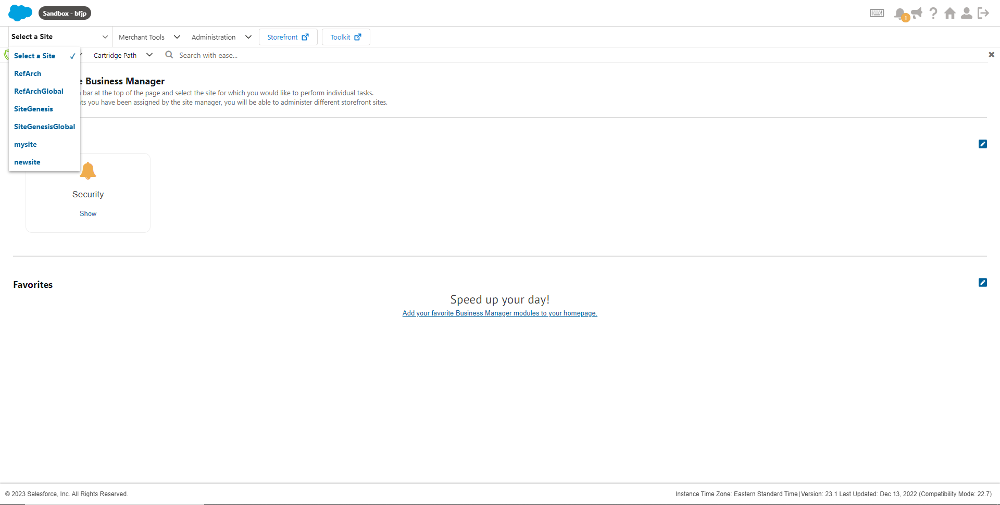 Sandbox - bfjp
1
Select a Site
Merchant Tools
Administration
Storefront
Toolkit
Select a Site
Cartridge Path
Search with ease...
RefArch
RefArchGlobal
SiteGenesis
SiteGenesisGlobal
mysite
newsite
Business Manager
bar at the top of the page and select the site for which you would like to perform individual tasks.
you have been assigned by the site manager, you will be able to administer different storefront sites.
Security
Show
Favorites
Speed up your day!
Add your favorite Business Manager modules to your homepage.
© 2023 Salesforce, Inc. All Rights Reserved.
Instance Time Zone: Eastern Standard Time | Version: 23.1 Last Updated: Dec 13, 2022 (Compatibility Mode: 22.7)